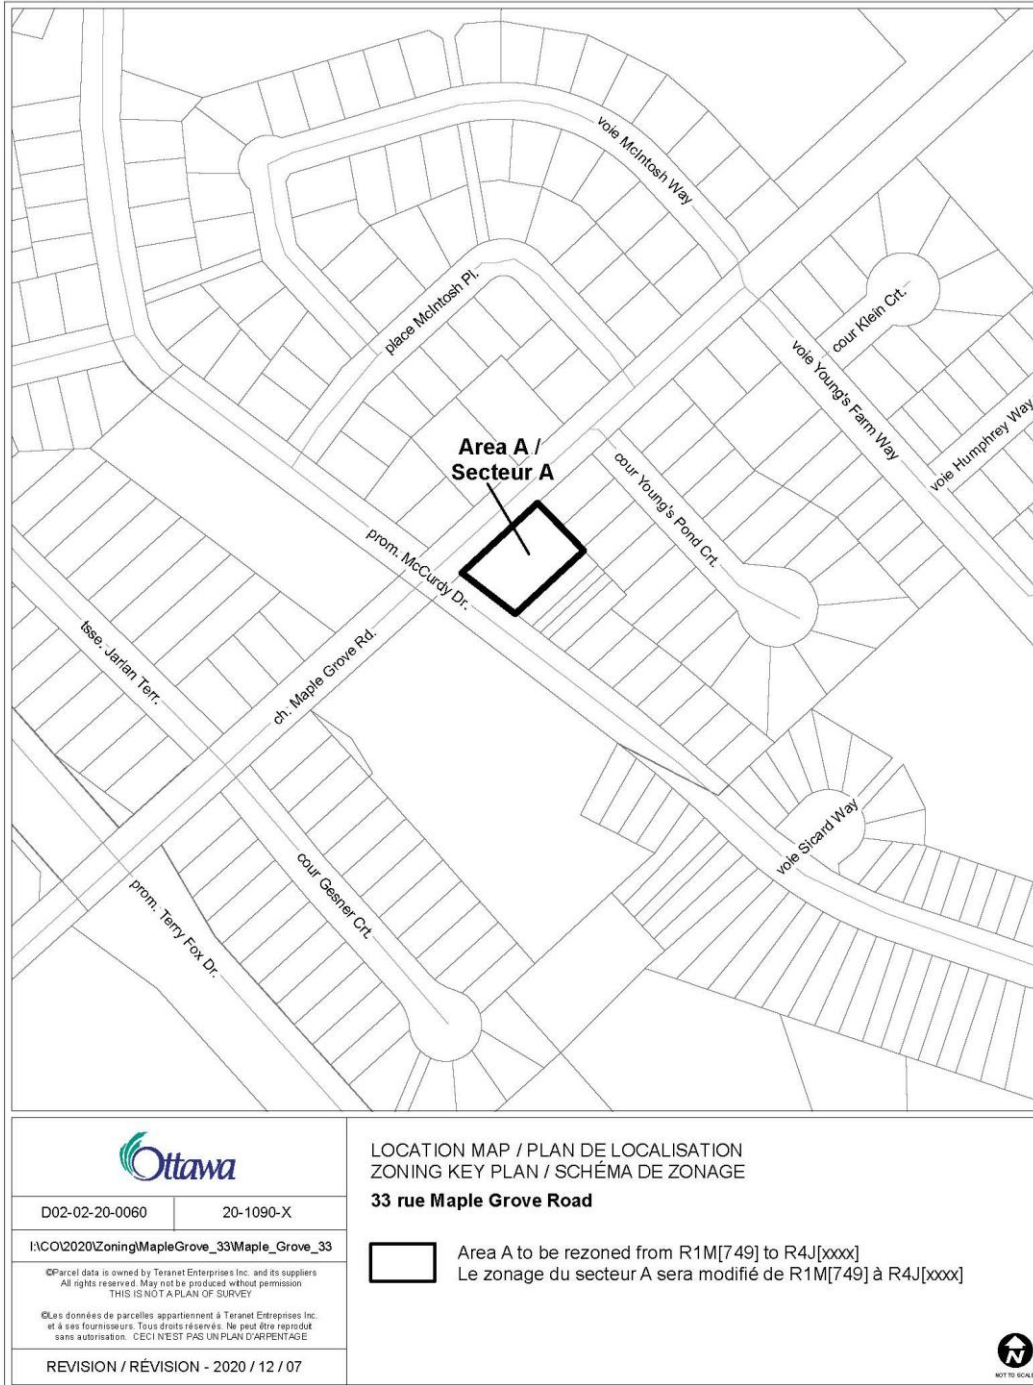 voie McIntosh Way
cour Klein Crt.
place McIntosh Pl.
voie Young's Farm Way
voie Humphrey Way
Area A /
Secteur A
cour Young's Pond Crt.
prom. McCurdy Dr.
tsse. Jarlan Terr.
ch. Maple Grove Rd.
voie Sicard Way
cour Gesner Crt.
prom. Terry Fox Dr.
Ottawa
D02-02-20-0060
20-1090-X
I:\CO\2020\Zoning\MapleGrove_33\Maple_Grove_33
©Parcel data is owned by Teranet Enterprises Inc. and its suppliers
All rights reserved. May not be produced without permission
THIS IS NOT A PLAN OF SURVEY
©Les données de parcelles appartiennent à Teranet Entreprises Inc.
et à ses fournisseurs. Tous droits réservés. Ne peut être reproduit
sans autorisation. CECI N'EST PAS UN PLAN D'ARPENTAGE
REVISION / RÉVISION - 2020 / 12 / 07
LOCATION MAP / PLAN DE LOCALISATION
ZONING KEY PLAN / SCHÉMA DE ZONAGE
33 rue Maple Grove Road
Area A to be rezoned from R1M[749] to R4J[xxxx]
Le zonage du secteur A sera modifié de R1M[749] à R4J[xxxx]
N
NOT TO SCALE